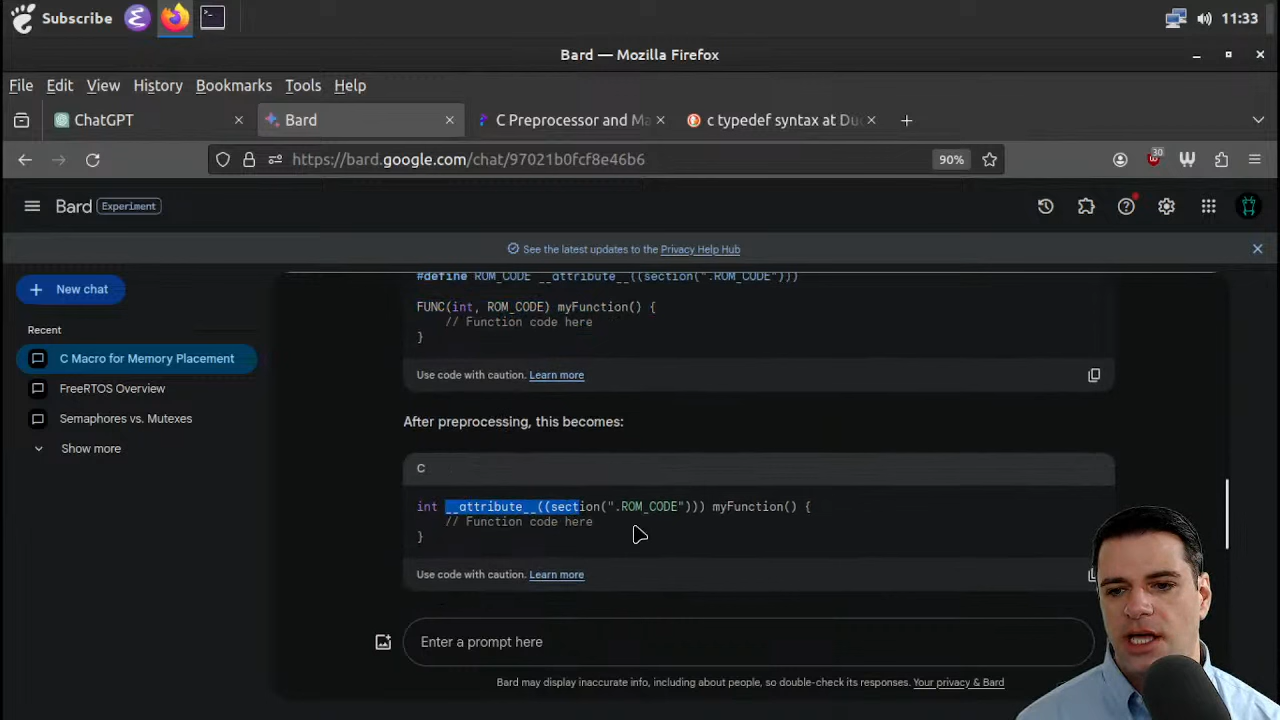 Subscribe
11:33
Bard — Mozilla Firefox
File Edit View History Bookmarks Tools Help
ChatGPT
Bard
C Preprocessor and Ma
c typedef syntax at Du
https://bard.google.com/chat/97021b0fcf8e46b6
90%
30
Bard Experiment
See the latest updates to the Privacy Help Hub
New chat
Recent
C Macro for Memory Placement
FreeRTOS Overview
Semaphores vs. Mutexes
Show more
#define ROM_CODE __attribute__((section(".ROM_CODE")))
FUNC(int, ROM_CODE) myFunction() {
// Function code here
}
Use code with caution. Learn more
After preprocessing, this becomes:
C
int __attribute__((section(".ROM_CODE"))) myFunction() {
// Function code here
}
Use code with caution. Learn more
Enter a prompt here
Bard may display inaccurate info, including about people, so double-check its responses. Your privacy & Bard